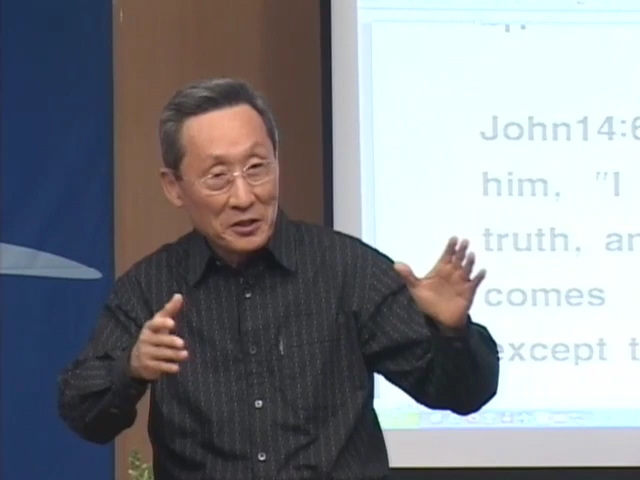 John14:6
him, "I
truth, an
comes
except t